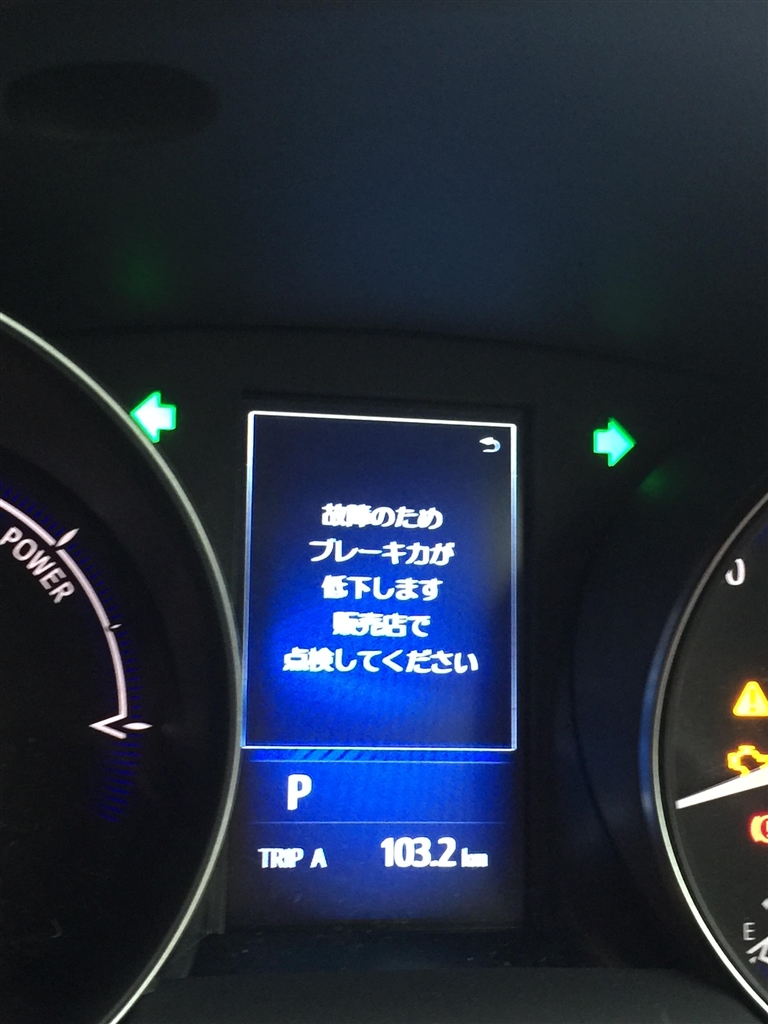 故障のため
ブレーキ力が
低下します
販売店で
点検してください
POWER
0
P
TRIP A 103.2 km
E